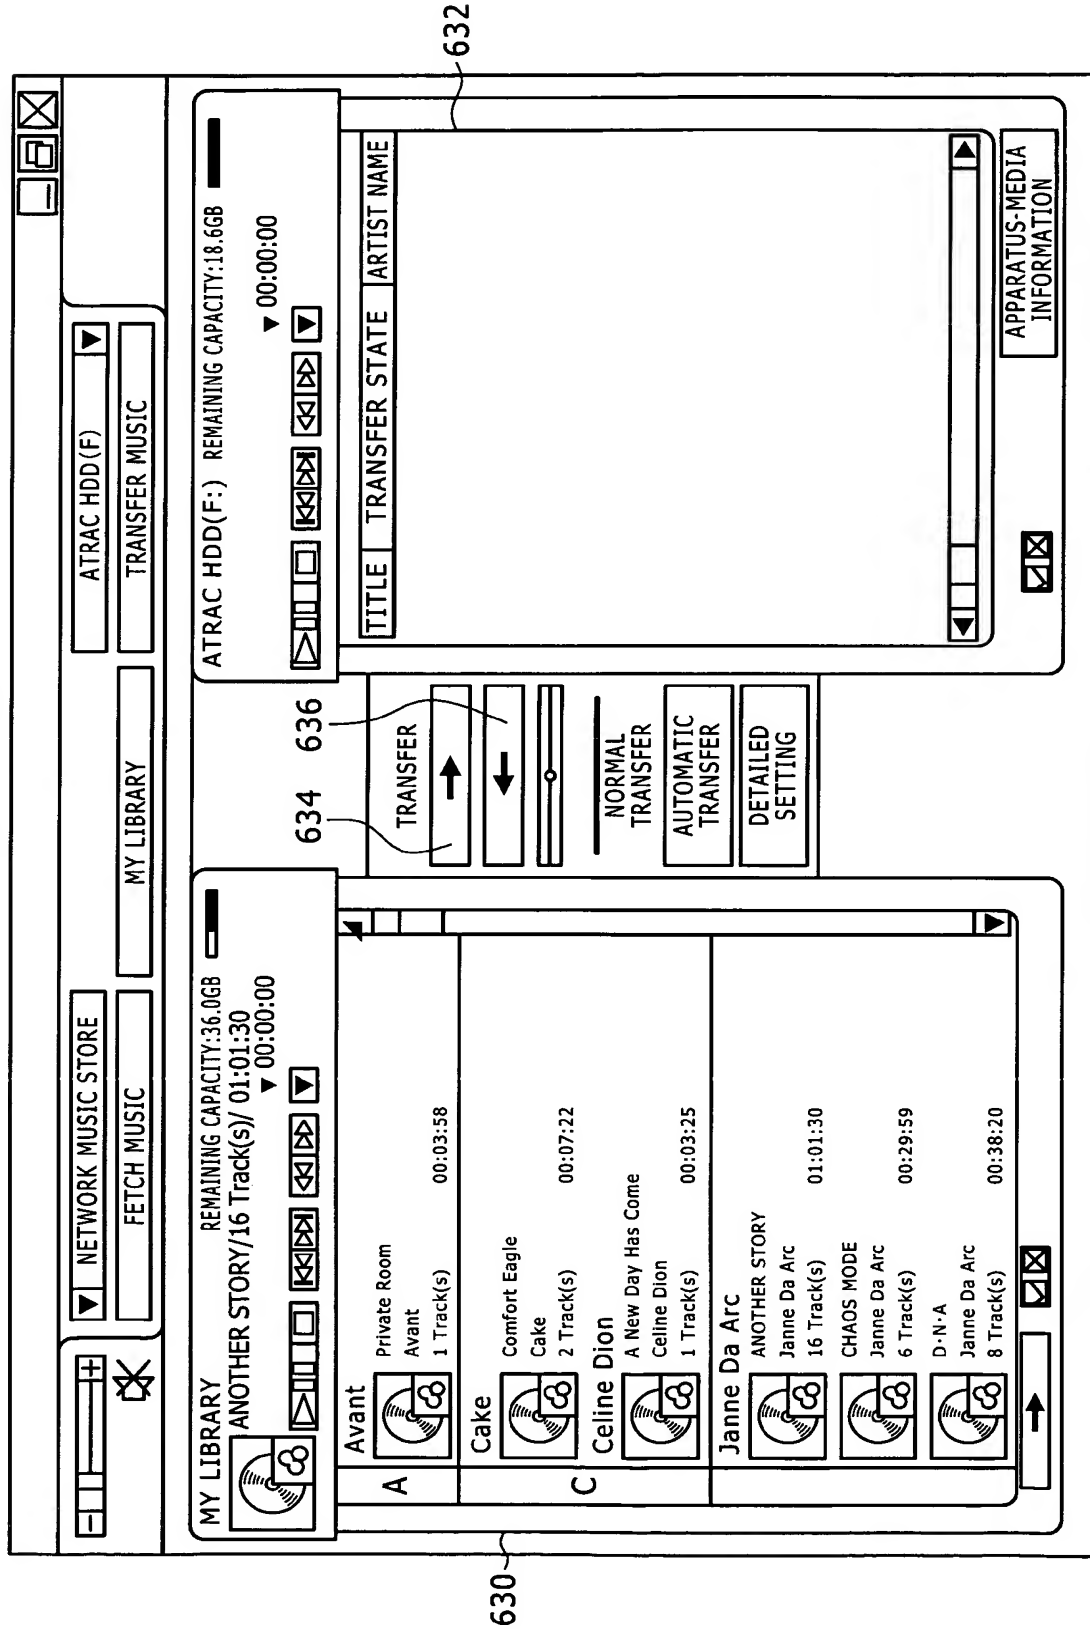 NETWORK MUSIC STORE
ATRAC HDD(F)
FETCH MUSIC
MY LIBRARY
TRANSFER MUSIC
MY LIBRARY
REMAINING CAPACITY:36.0GB
ANOTHER STORY/16 Track(s)/ 01:01:30
00:00:00
A
Avant
Private Room
Avant
1 Track(s) 00:03:58
C
Cake
Comfort Eagle
Cake
2 Track(s) 00:07:22
Celine Dion
A New Day Has Come
Celine Dion
1 Track(s) 00:03:25
Janne Da Arc
ANOTHER STORY
Janne Da Arc
16 Track(s) 01:01:30
CHAOS MODE
Janne Da Arc
6 Track(s) 00:29:59
D·N·A
Janne Da Arc
8 Track(s) 00:38:20
630
634
636
TRANSFER
NORMAL
TRANSFER
AUTOMATIC
TRANSFER
DETAILED
SETTING
ATRAC HDD(F:) REMAINING CAPACITY:18.6GB
00:00:00
TITLE TRANSFER STATE ARTIST NAME
APPARATUS-MEDIA
INFORMATION
632